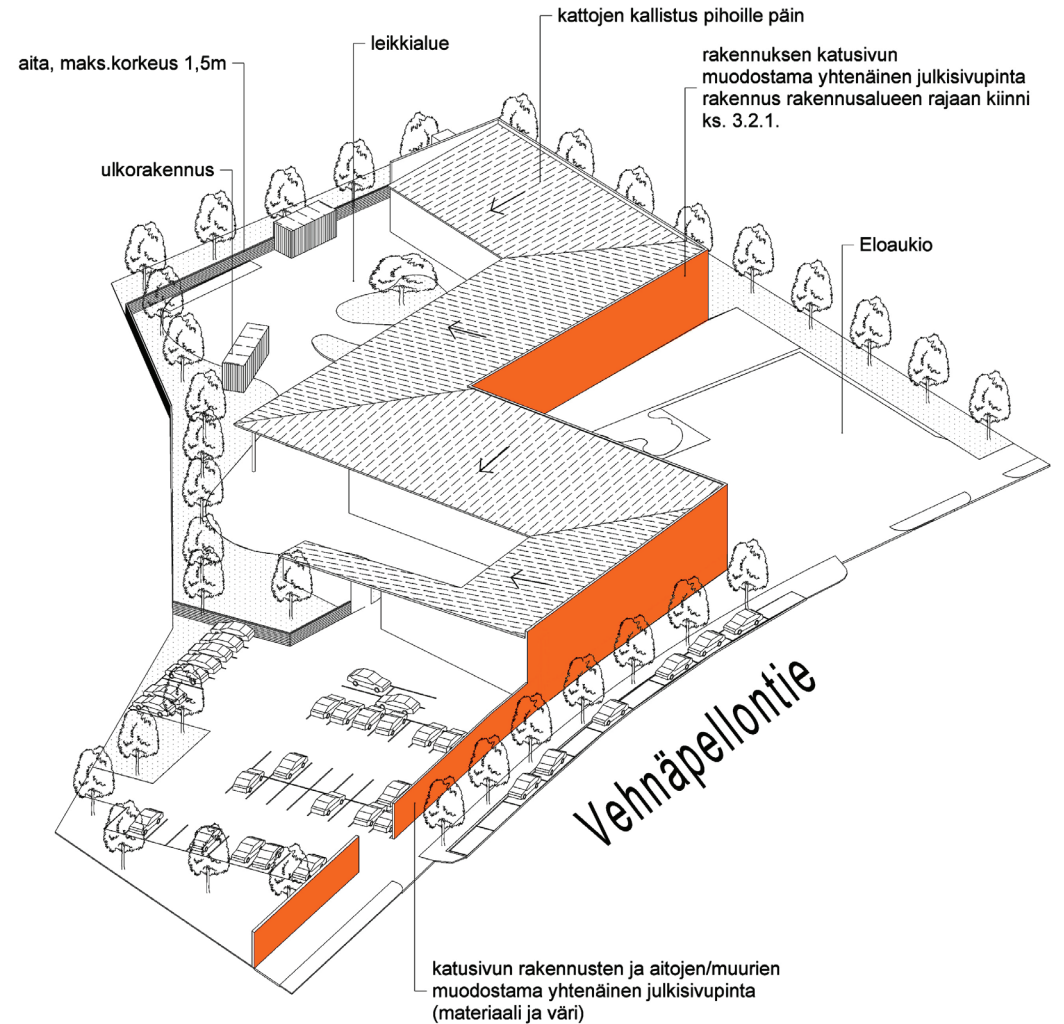 kattojen kallistus pihoille päin
leikkialue
aita, maks.korkeus 1,5m
rakennuksen katusivun
muodostama yhtenäinen julkisivupinta
rakennus rakennusalueen rajaan kiinni
ks. 3.2.1.
ulkorakennus
Eloaukio
Vehnäpellontie
katusivun rakennusten ja aitojen/muurien
muodostama yhtenäinen julkisivupinta
(materiaali ja väri)